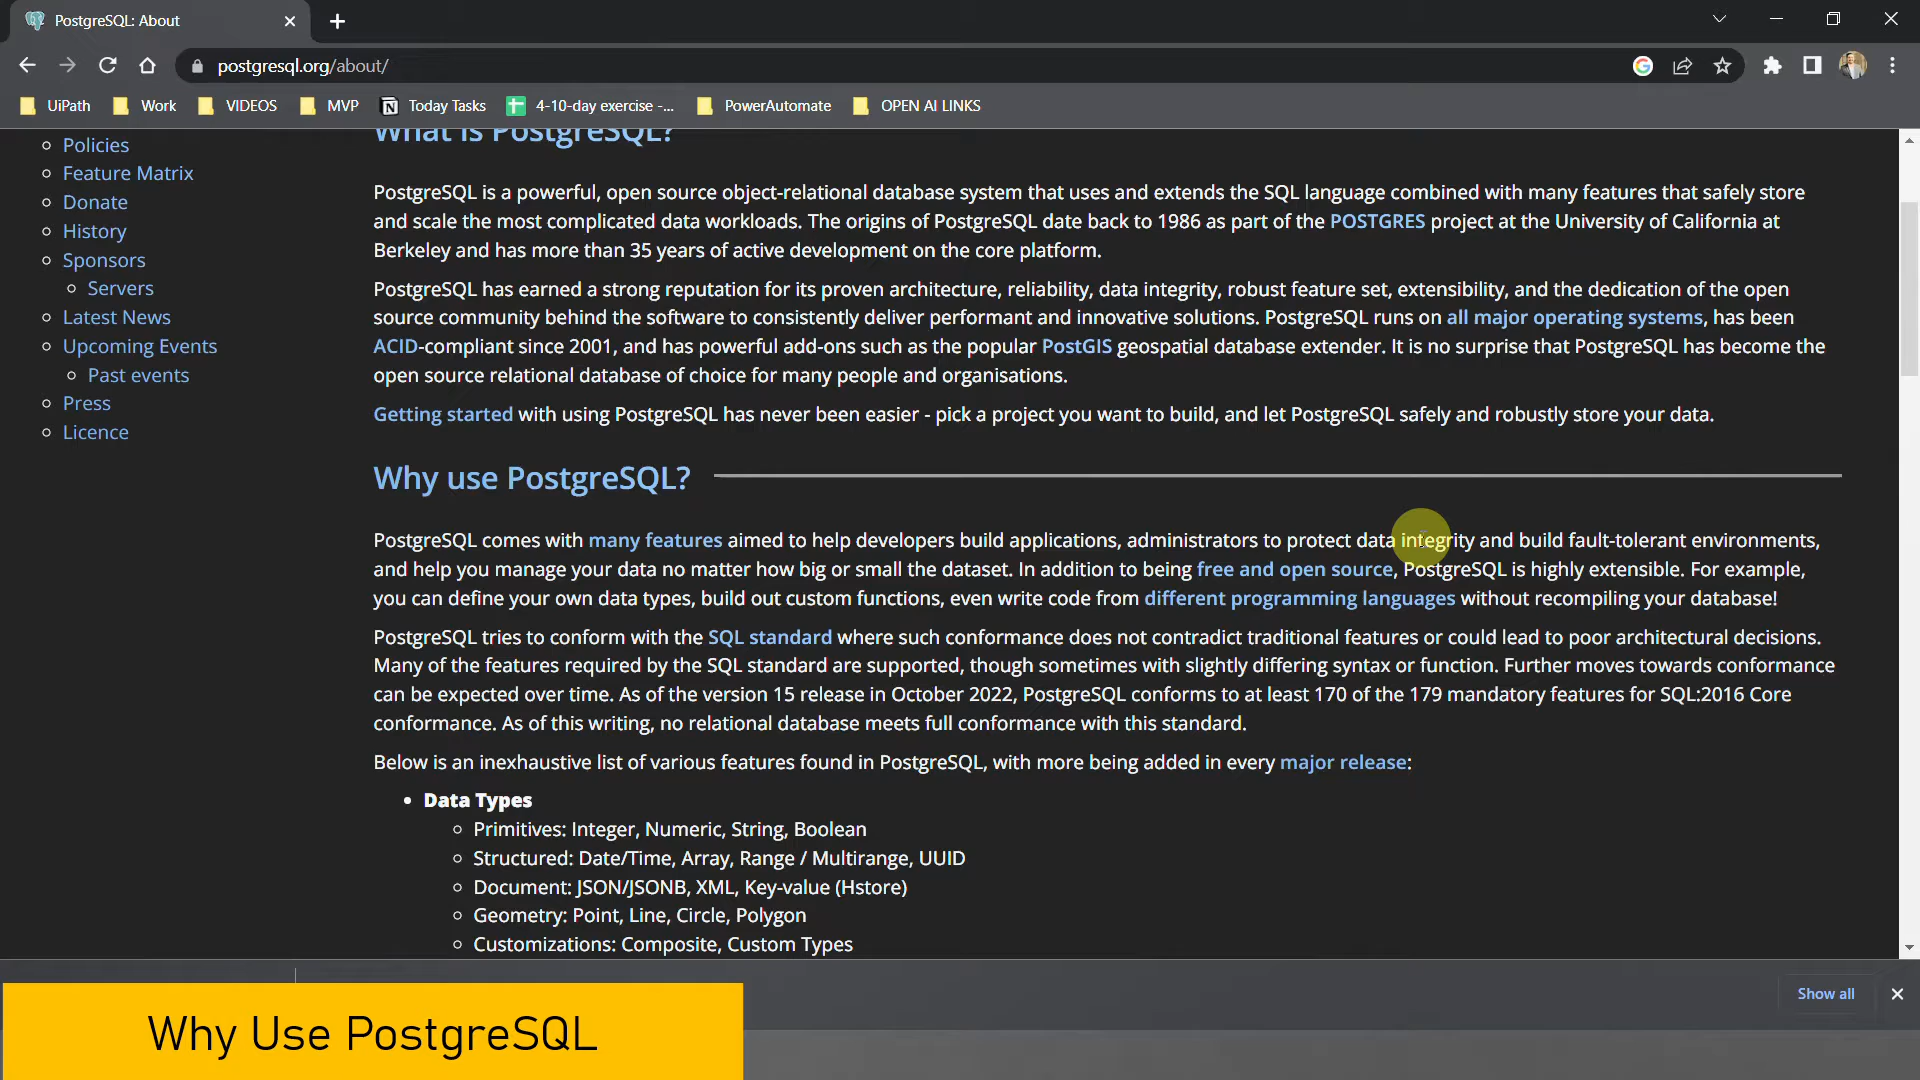 PostgreSQL: About
postgresql.org/about/
UiPath
Work
VIDEOS
MVP
Today Tasks
4-10-day exercise -...
PowerAutomate
OPEN AI LINKS
Policies
Feature Matrix
Donate
History
Sponsors
Servers
Latest News
Upcoming Events
Past events
Press
Licence
What is PostgreSQL?
PostgreSQL is a powerful, open source object-relational database system that uses and extends the SQL language combined with many features that safely store
and scale the most complicated data workloads. The origins of PostgreSQL date back to 1986 as part of the POSTGRES project at the University of California at
Berkeley and has more than 35 years of active development on the core platform.
PostgreSQL has earned a strong reputation for its proven architecture, reliability, data integrity, robust feature set, extensibility, and the dedication of the open
source community behind the software to consistently deliver performant and innovative solutions. PostgreSQL runs on all major operating systems, has been
ACID-compliant since 2001, and has powerful add-ons such as the popular PostGIS geospatial database extender. It is no surprise that PostgreSQL has become the
open source relational database of choice for many people and organisations.
Getting started with using PostgreSQL has never been easier - pick a project you want to build, and let PostgreSQL safely and robustly store your data.
Why use PostgreSQL?
PostgreSQL comes with many features aimed to help developers build applications, administrators to protect data integrity and build fault-tolerant environments,
and help you manage your data no matter how big or small the dataset. In addition to being free and open source, PostgreSQL is highly extensible. For example,
you can define your own data types, build out custom functions, even write code from different programming languages without recompiling your database!
PostgreSQL tries to conform with the SQL standard where such conformance does not contradict traditional features or could lead to poor architectural decisions.
Many of the features required by the SQL standard are supported, though sometimes with slightly differing syntax or function. Further moves towards conformance
can be expected over time. As of the version 15 release in October 2022, PostgreSQL conforms to at least 170 of the 179 mandatory features for SQL:2016 Core
conformance. As of this writing, no relational database meets full conformance with this standard.
Below is an inexhaustive list of various features found in PostgreSQL, with more being added in every major release:
Data Types
Primitives: Integer, Numeric, String, Boolean
Structured: Date/Time, Array, Range / Multirange, UUID
Document: JSON/JSONB, XML, Key-value (Hstore)
Geometry: Point, Line, Circle, Polygon
Customizations: Composite, Custom Types
Show all
Why Use PostgreSQL